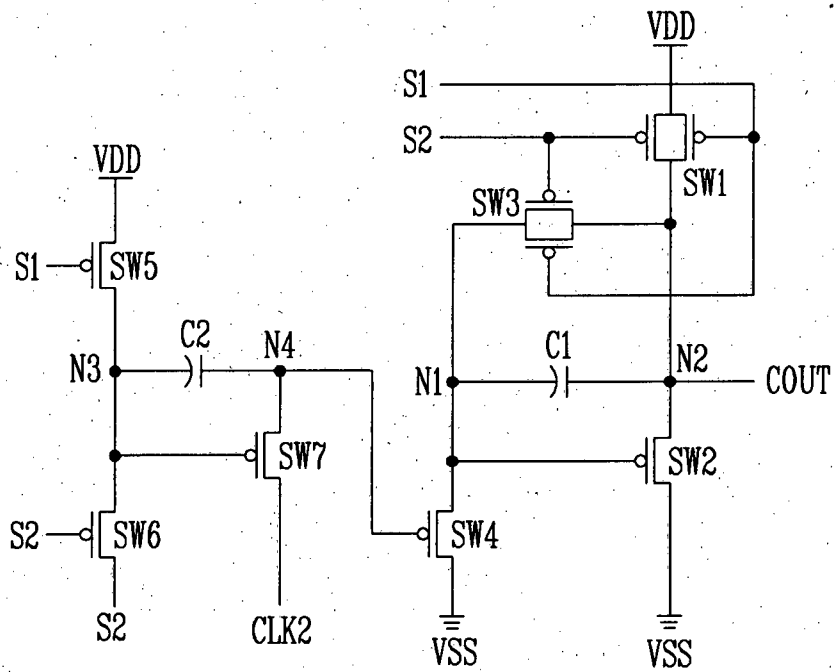 VDD
S1
S2
SW1
VDD
SW3
S1
SW5
C2
N4
C1
N2
N3
N1
COUT
SW7
SW2
S2
SW6
SW4
S2
CLK2
VSS
VSS